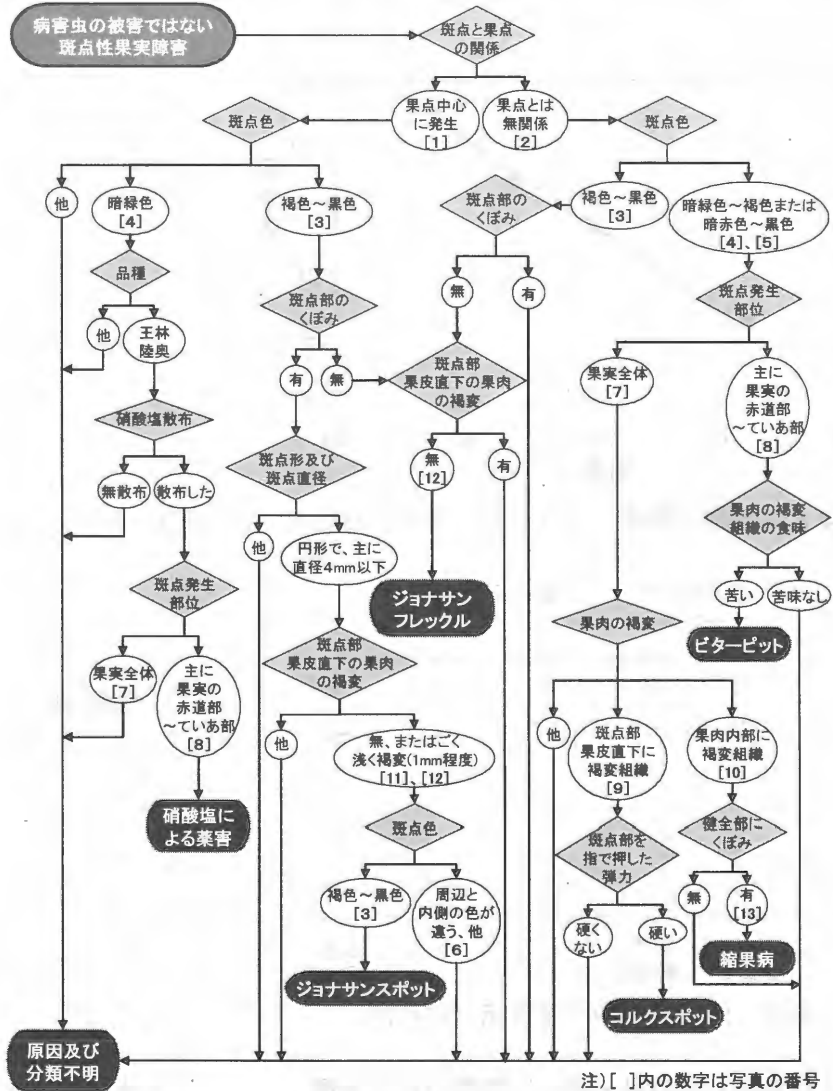 病害虫の被害ではない
斑点性果実障害
斑点と果点
の関係
果点中心
に発生
[1]
果点とは
無関係
[2]
斑点色
斑点色
他
暗緑色
[4]
褐色～黒色
[3]
斑点部の
くぼみ
褐色～黒色
[3]
暗緑色～褐色または
暗赤色～黒色
[4]、[5]
品種
他
王林
陸奥
斑点部の
くぼみ
有
無
無
有
斑点発生
部位
硝酸塩散布
無散布
散布した
斑点形及び
斑点直径
斑点部
果皮直下の果肉
の褐変
無
[12]
有
果実全体
[7]
主に
果実の
赤道部
～ていあ部
[8]
果肉の褐変
組織の食味
苦い
苦味なし
ビターピット
斑点発生
部位
果実全体
[7]
主に
果実の
赤道部
～ていあ部
[8]
硝酸塩に
よる薬害
他
円形で、主に
直径4mm以下
ジョナサン
フレックル
斑点部
果皮直下の果肉
の褐変
他
無、またはごく
浅く褐変(1mm程度)
[11]、[12]
斑点色
褐色～黒色
[3]
周辺と
内側の色が
違う、他
[6]
ジョナサンスポット
果肉の褐変
他
斑点部
果皮直下に
褐変組織
[9]
果肉内部に
褐変組織
[10]
斑点部を
指で押した
弾力
硬く
ない
硬い
コルクスポット
健全部に
くぼみ
無
有
[13]
縮果病
原因及び
分類不明
注)[ ]内の数字は写真の番号